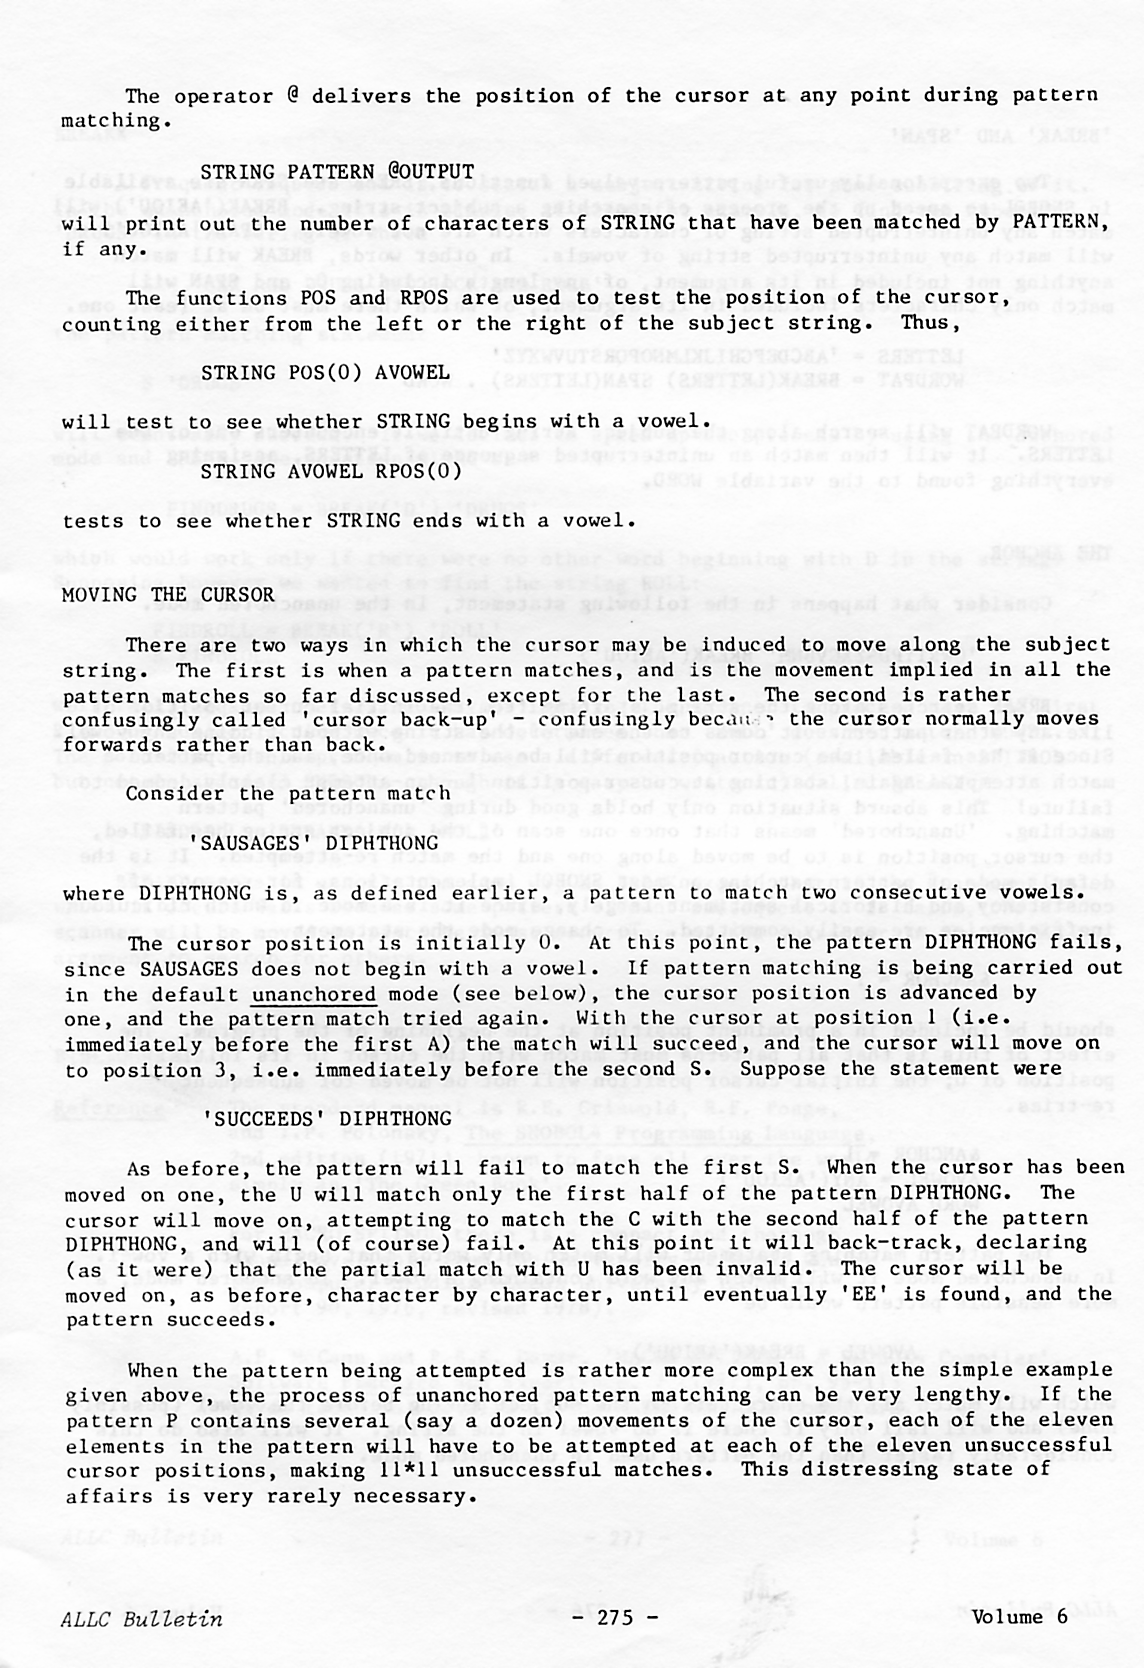 The operator @ delivers the position of the cursor at any point during pattern
matching.
STRING PATTERN @OUTPUT
will print out the number of characters of STRING that have been matched by PATTERN,
if any.
The functions POS and RPOS are used to test the position of the cursor,
counting either from the left or the right of the subject string. Thus,
STRING POS(0) AVOWEL
will test to see whether STRING begins with a vowel.
STRING AVOWEL RPOS(0)
tests to see whether STRING ends with a vowel.
MOVING THE CURSOR
There are two ways in which the cursor may be induced to move along the subject
string. The first is when a pattern matches, and is the movement implied in all the
pattern matches so far discussed, except for the last. The second is rather
confusingly called 'cursor back-up' - confusingly because the cursor normally moves
forwards rather than back.
Consider the pattern match
'SAUSAGES' DIPHTHONG
where DIPHTHONG is, as defined earlier, a pattern to match two consecutive vowels.
The cursor position is initially 0. At this point, the pattern DIPHTHONG fails,
since SAUSAGES does not begin with a vowel. If pattern matching is being carried out
in the default unanchored mode (see below), the cursor position is advanced by
one, and the pattern match tried again. With the cursor at position 1 (i.e.
immediately before the first A) the match will succeed, and the cursor will move on
to position 3, i.e. immediately before the second S. Suppose the statement were
'SUCCEEDS' DIPHTHONG
As before, the pattern will fail to match the first S. When the cursor has been
moved on one, the U will match only the first half of the pattern DIPHTHONG. The
cursor will move on, attempting to match the C with the second half of the pattern
DIPHTHONG, and will (of course) fail. At this point it will back-track, declaring
(as it were) that the partial match with U has been invalid. The cursor will be
moved on, as before, character by character, until eventually 'EE' is found, and the
pattern succeeds.
When the pattern being attempted is rather more complex than the simple example
given above, the process of unanchored pattern matching can be very lengthy. If the
pattern P contains several (say a dozen) movements of the cursor, each of the eleven
elements in the pattern will have to be attempted at each of the eleven unsuccessful
cursor positions, making 11*11 unsuccessful matches. This distressing state of
affairs is very rarely necessary.
ALLC Bulletin - 275 - Volume 6